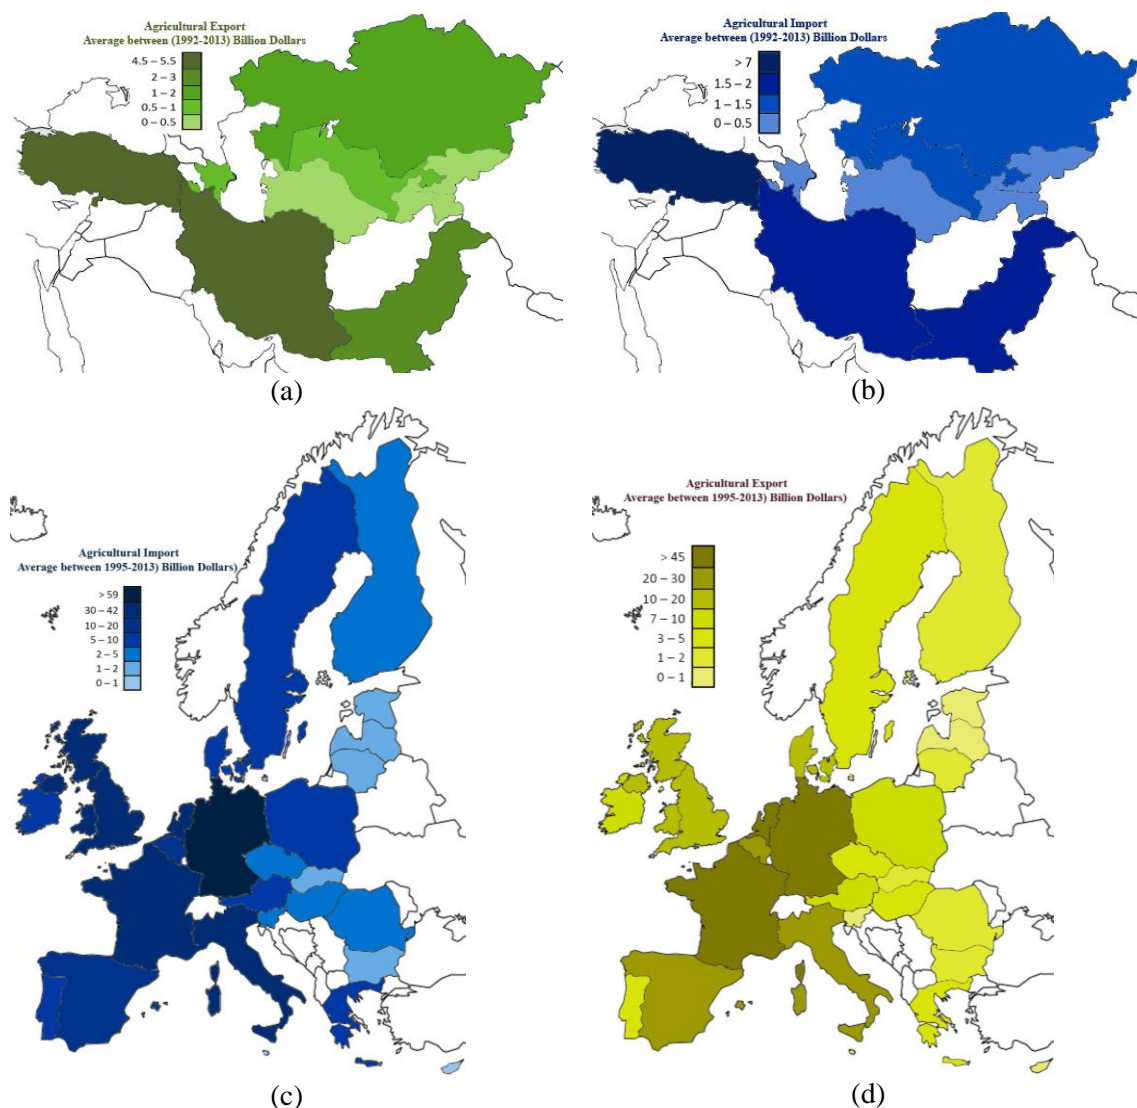 Agricultural Export
Average between (1992-2013) Billion Dollars
4.5 – 5.5
2 – 3
1 – 2
0.5 – 1
0 – 0.5
(a)
Agricultural Import
Average between (1992-2013) Billion Dollars
> 7
1.5 – 2
1 – 1.5
0 – 0.5
(b)
Agricultural Import
Average between 1995-2013) Billion Dollars)
> 59
30 – 42
10 – 20
5 – 10
2 – 5
1 – 2
0 – 1
(c)
Agricultural Export
Average between 1995-2013) Billion Dollars)
> 45
20 – 30
10 – 20
7 – 10
3 – 5
1 – 2
0 – 1
(d)